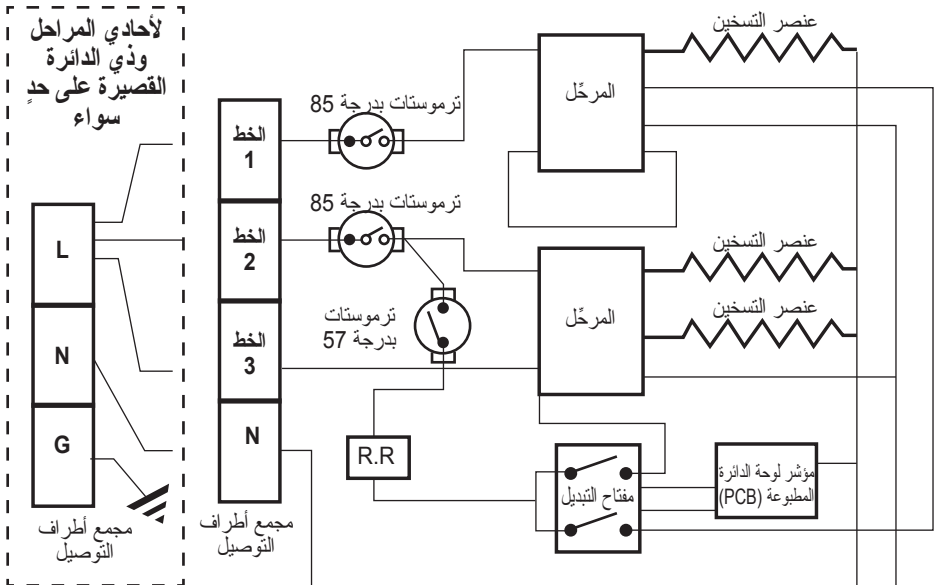 لأحادي المراحل
وذي الدائرة
القصيرة على حدٍ
سواء
L
N
G
مجمع أطراف
التوصيل
الخط
1
الخط
2
الخط
3
N
مجمع أطراف
التوصيل
ترموستات بدرجة 85
ترموستات بدرجة 85
ترموستات
بدرجة 57
R.R
المرحِّل
المرحِّل
عنصر التسخين
عنصر التسخين
عنصر التسخين
مفتاح التبديل
مؤشر لوحة الدائرة
المطبوعة (PCB)